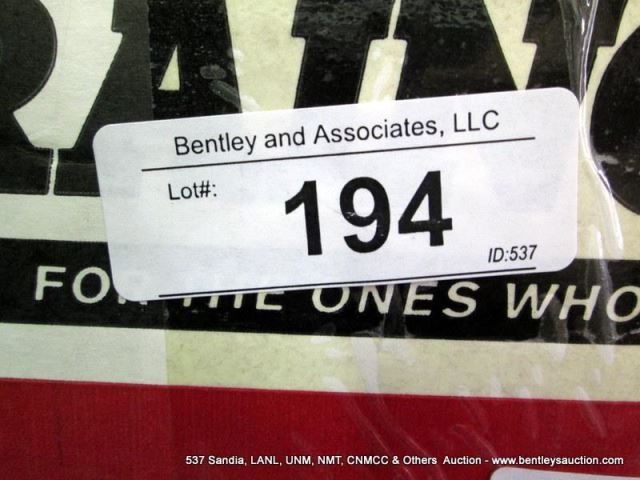 Bentley and Associates, LLC
Lot#:
194
ID:537
FOR THE ONES WHO
537 Sandia, LANL, UNM, NMT, CNMCC & Others Auction - www.bentleysauction.com